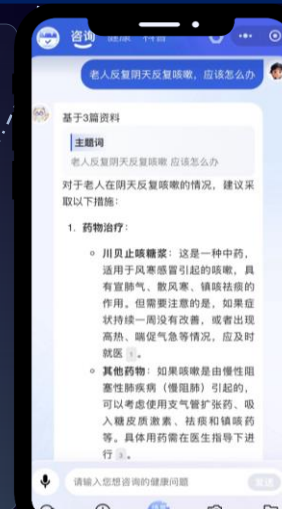 咨询 健康 科普
老人反复阴天反复咳嗽，应该怎么办
基于3篇资料
主题词
老人反复阴天反复咳嗽 应该怎么办
对于老人在阴天反复咳嗽的情况，建议采
取以下措施：
1. 药物治疗：
川贝止咳糖浆：这是一种中药，
适用于风寒感冒引起的咳嗽，具
有宣肺气、散风寒、镇咳祛痰的
作用。但需要注意的是，如果症
状持续一周没有改善，或者出现
高热、喘促气急等情况，应及时
就医 1 。
其他药物：如果咳嗽是由慢性阻
塞性肺疾病（慢阻肺）引起的，
可以考虑使用支气管扩张药、吸
入糖皮质激素、祛痰和镇咳药
等。具体用药需在医生指导下进
行 3 。
请输入您想咨询的健康问题
发送